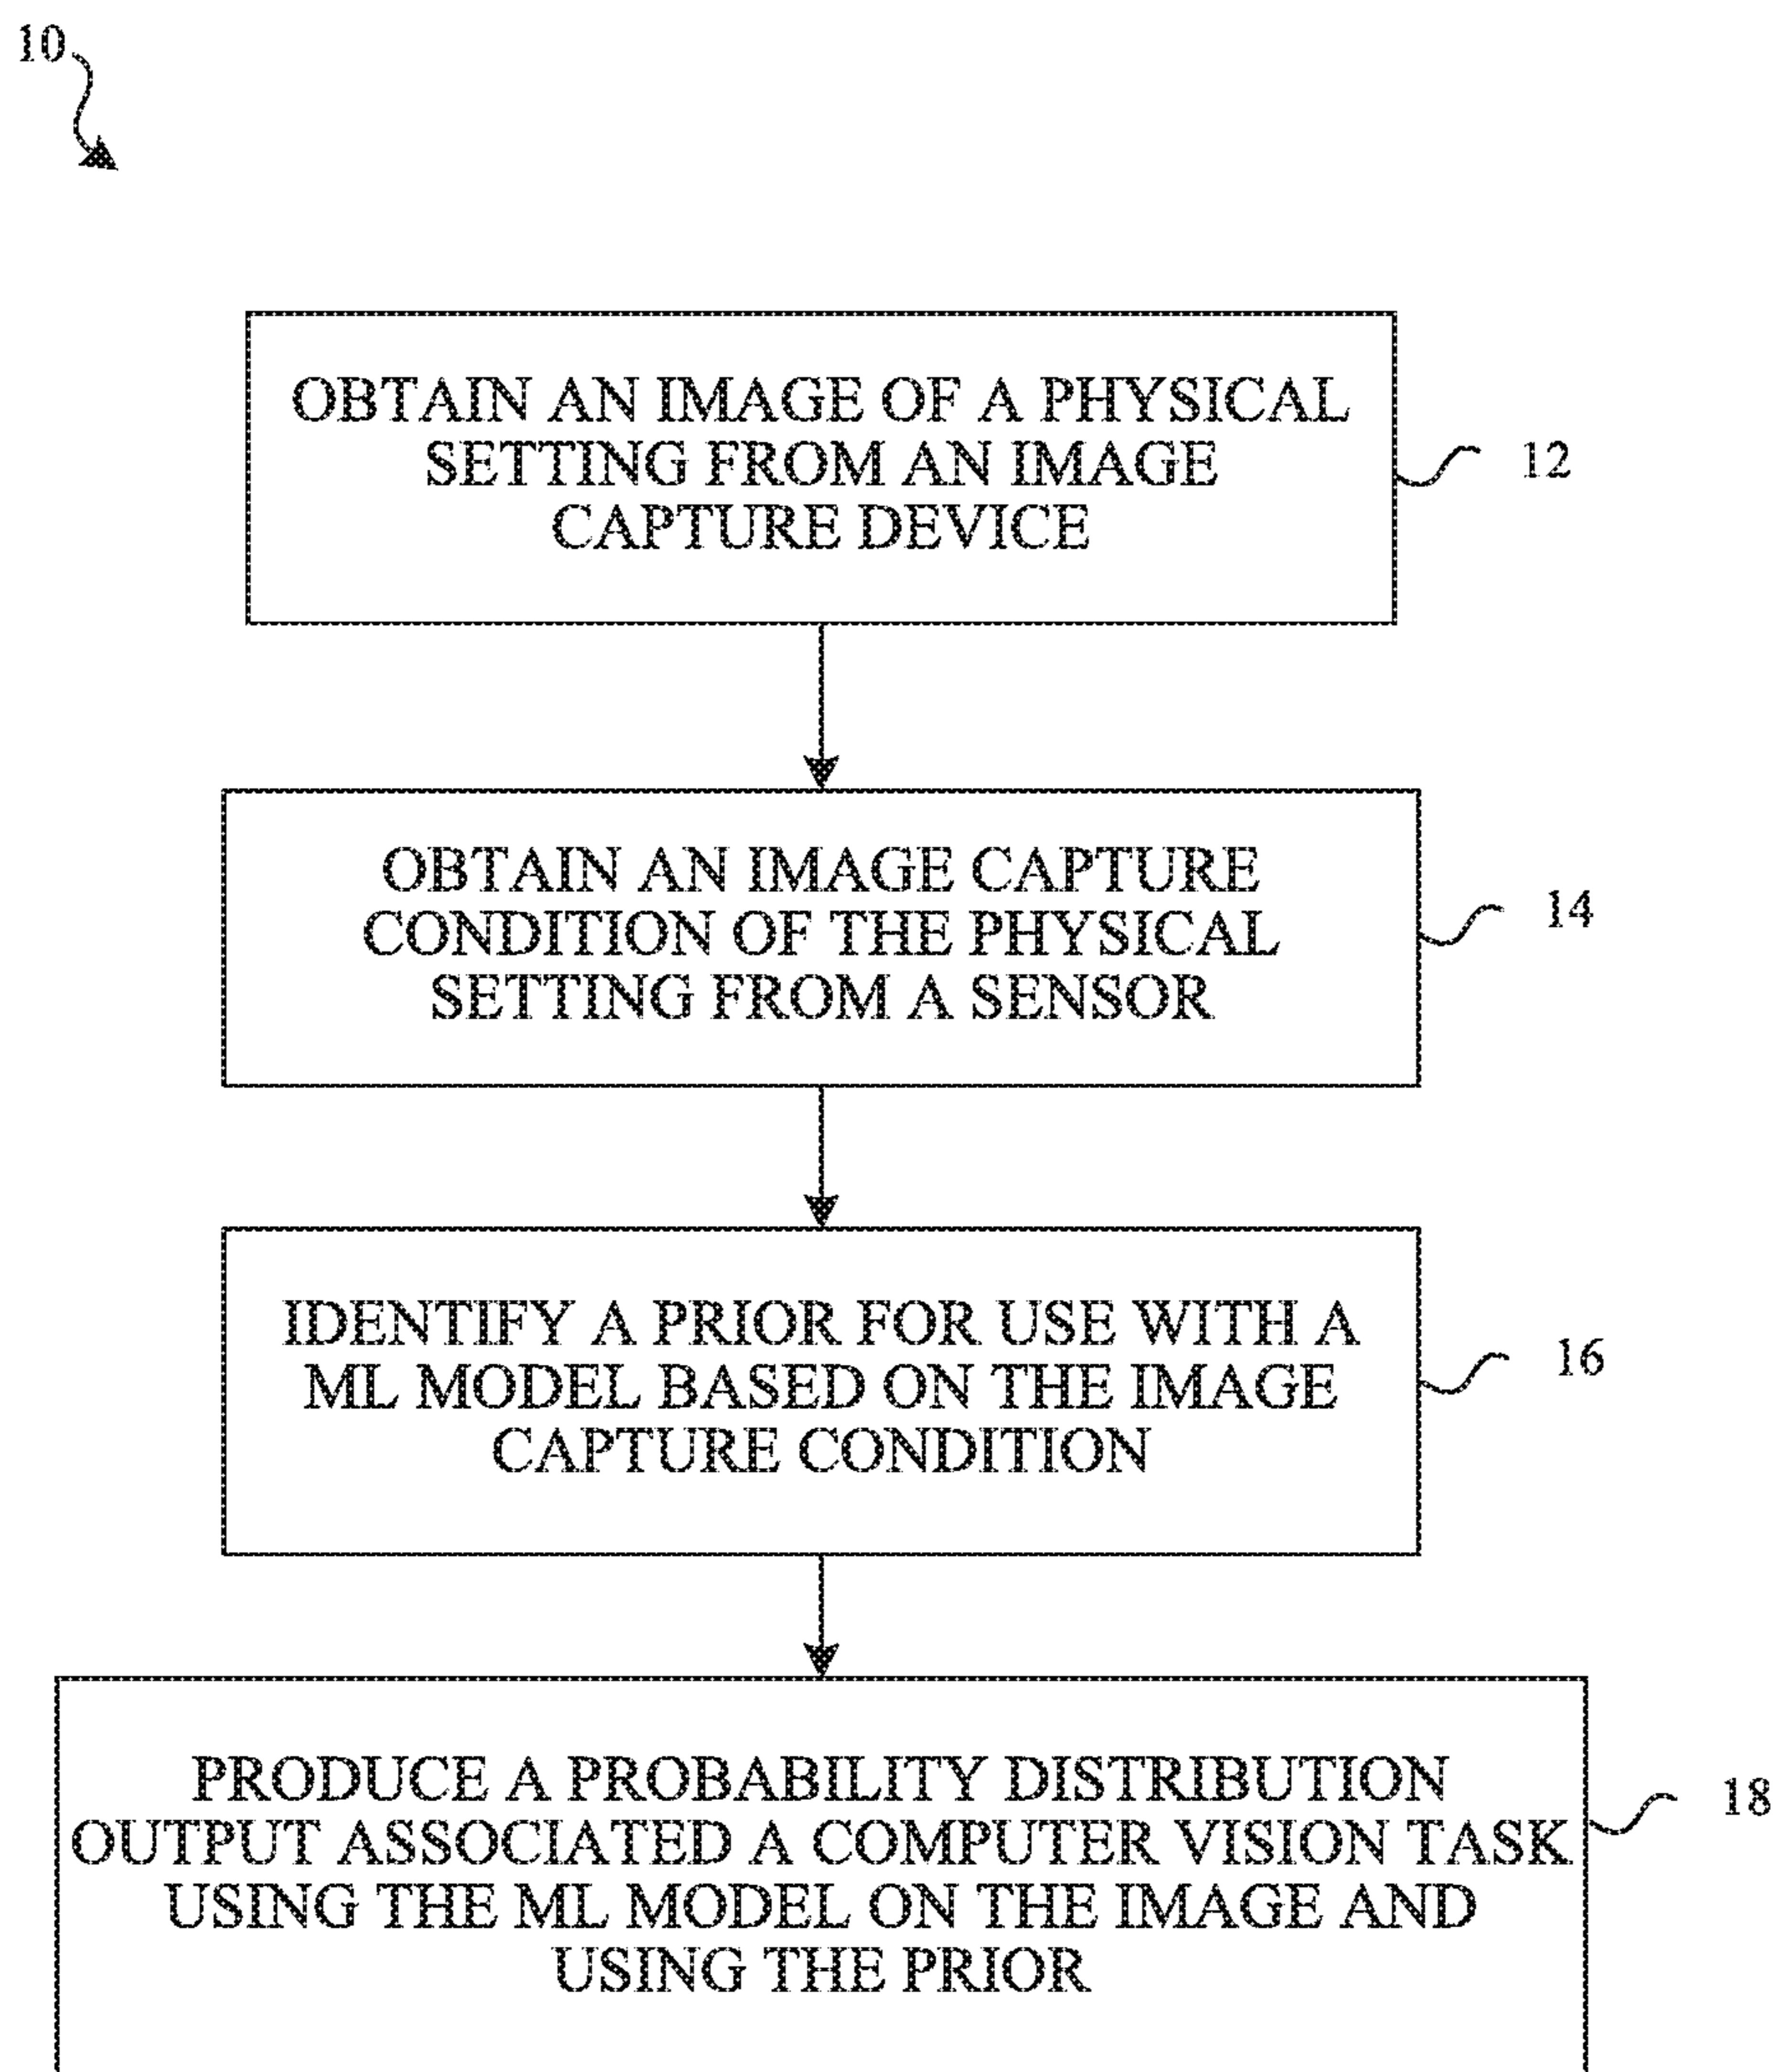 10
OBTAIN AN IMAGE OF A PHYSICAL
SETTING FROM AN IMAGE
CAPTURE DEVICE
12
OBTAIN AN IMAGE CAPTURE
CONDITION OF THE PHYSICAL
SETTING FROM A SENSOR
14
IDENTIFY A PRIOR FOR USE WITH A
ML MODEL BASED ON THE IMAGE
CAPTURE CONDITION
16
PRODUCE A PROBABILITY DISTRIBUTION
OUTPUT ASSOCIATED A COMPUTER VISION TASK
USING THE ML MODEL ON THE IMAGE AND
USING THE PRIOR
18